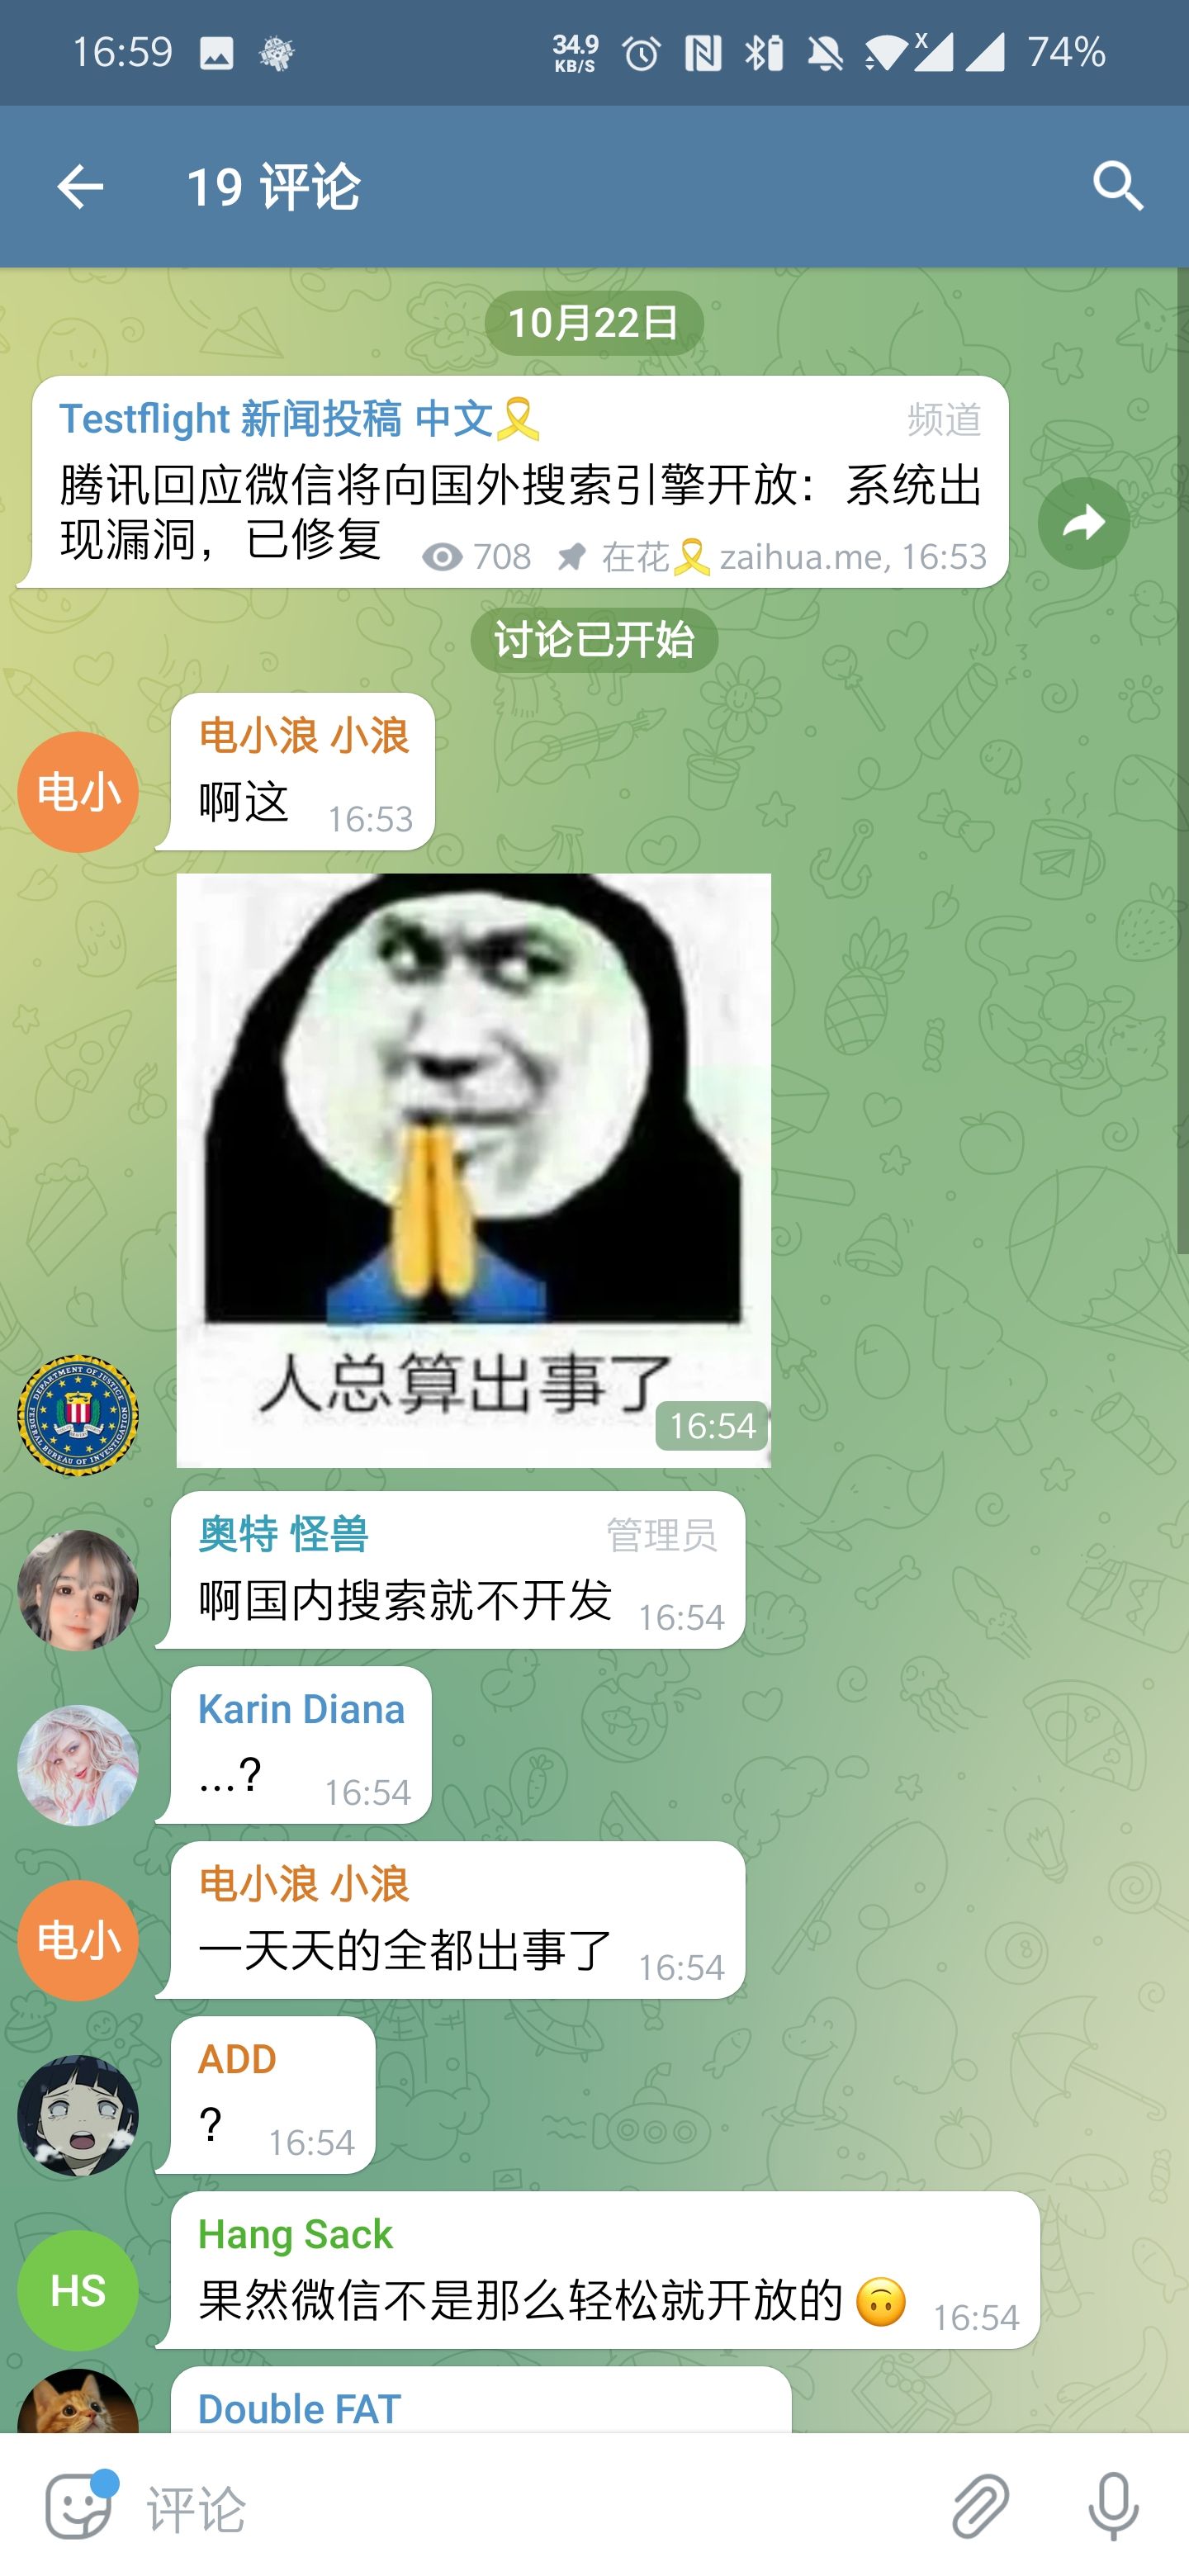 16:59 34.9 KB/S 74%
19 评论
10月22日
Testflight 新闻投稿 中文🎗 频道
腾讯回应微信将向国外搜索引擎开放：系统出
现漏洞，已修复 708 在花🎗 zaihua.me, 16:53
讨论已开始
电小浪 小浪
电小
啊这 16:53
人总算出事了
16:54
DEPARTMENT OF JUSTICE
FEDERAL BUREAU OF INVESTIGATION
奥特 怪兽 管理员
啊国内搜索就不开发 16:54
Karin Diana
...? 16:54
电小浪 小浪
电小
一天天的全都出事了 16:54
ADD
? 16:54
Hang Sack
HS
果然微信不是那么轻松就开放的🙃 16:54
Double FAT
评论